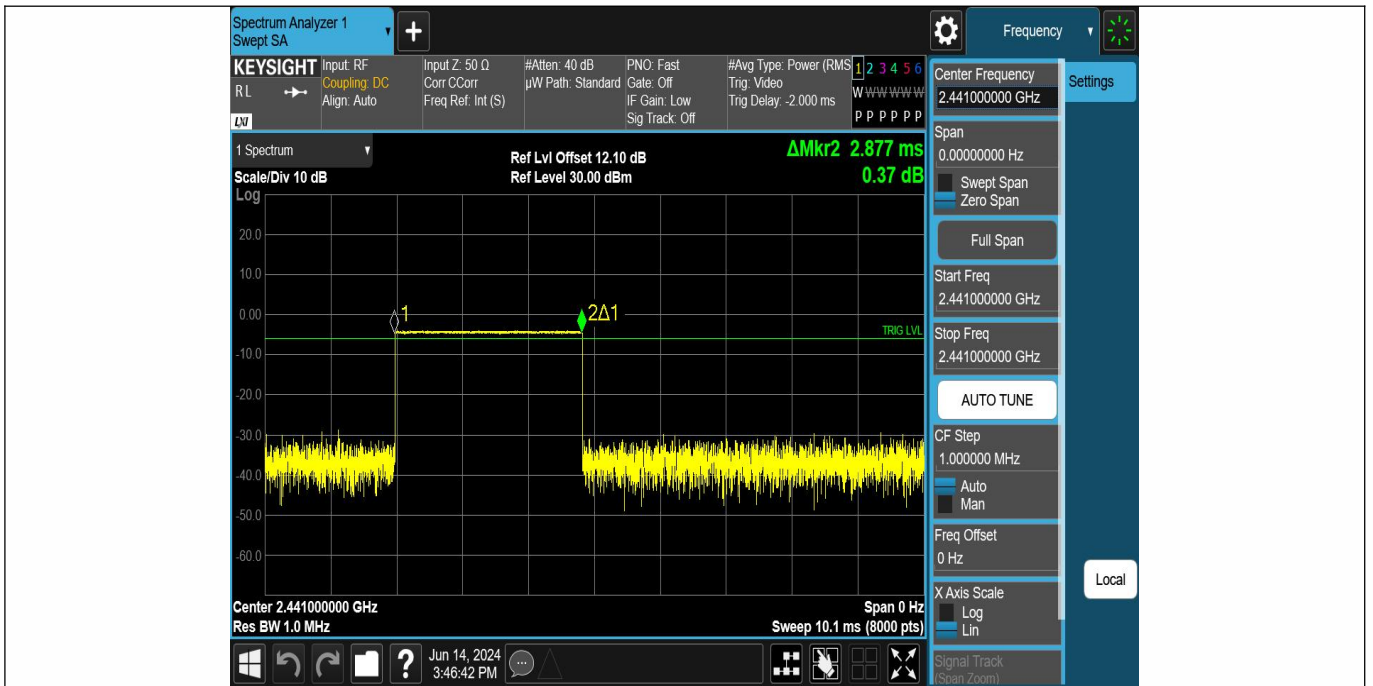 Spectrum Analyzer 1
Swept SA
+
Frequency
KEYSIGHT
RL
LXI
Input: RF
Coupling: DC
Align: Auto
Input Z: 50 Ω
Corr CCorr
Freq Ref: Int (S)
#Atten: 40 dB
µW Path: Standard
PNO: Fast
Gate: Off
IF Gain: Low
Sig Track: Off
#Avg Type: Power (RMS
Trig: Video
Trig Delay: -2.000 ms
1 2 3 4 5 6
W W W W W W
P P P P P P
1 Spectrum
Scale/Div 10 dB
Ref Lvl Offset 12.10 dB
Ref Level 30.00 dBm
ΔMkr2 2.877 ms
0.37 dB
Log
20.0
10.0
0.00
-10.0
-20.0
-30.0
-40.0
-50.0
-60.0
1
2Δ1
TRIG LVL
Center 2.441000000 GHz
Res BW 1.0 MHz
Span 0 Hz
Sweep 10.1 ms (8000 pts)
Center Frequency
2.441000000 GHz
Settings
Span
0.00000000 Hz
Swept Span
Zero Span
Full Span
Start Freq
2.441000000 GHz
Stop Freq
2.441000000 GHz
AUTO TUNE
CF Step
1.000000 MHz
Auto
Man
Freq Offset
0 Hz
X Axis Scale
Log
Lin
Signal Track
(Span Zoom)
Local
?
Jun 14, 2024
3:46:42 PM